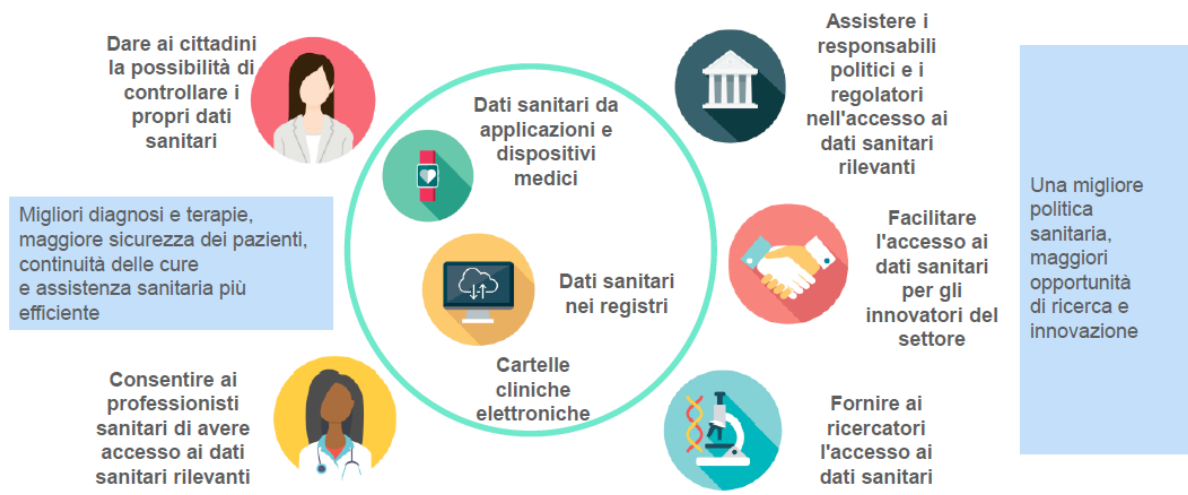 Dare ai cittadini
la possibilità di
controllare i
propri dati
sanitari
Migliori diagnosi e terapie,
maggiore sicurezza dei pazienti,
continuità delle cure
e assistenza sanitaria più
efficiente
Consentire ai
professionisti
sanitari di avere
accesso ai dati
sanitari rilevanti
Dati sanitari da
applicazioni e
dispositivi
medici
Dati sanitari
nei registri
Cartelle
cliniche
elettroniche
Assistere i
responsabili
politici e i
regolatori
nell'accesso ai
dati sanitari
rilevanti
Facilitare
l'accesso ai
dati sanitari
per gli
innovatori del
settore
Fornire ai
ricercatori
l'accesso ai
dati sanitari
Una migliore
politica
sanitaria,
maggiori
opportunità
di ricerca e
innovazione